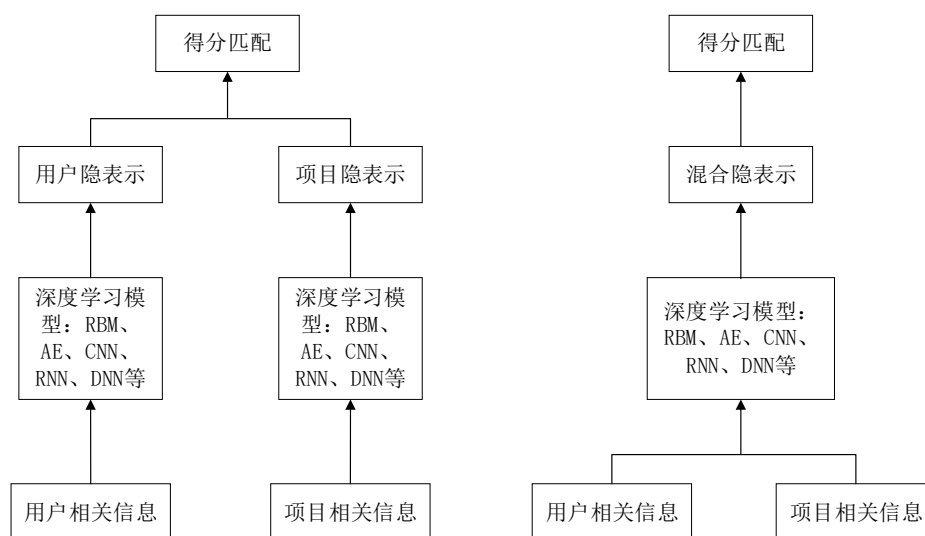 得分匹配
用户隐表示
项目隐表示
深度学习模
型：RBM、
AE、CNN、
RNN、DNN等
深度学习模
型：RBM、
AE、CNN、
RNN、DNN等
用户相关信息
项目相关信息
得分匹配
混合隐表示
深度学习模型：
RBM、AE、CNN、
RNN、DNN等
用户相关信息
项目相关信息